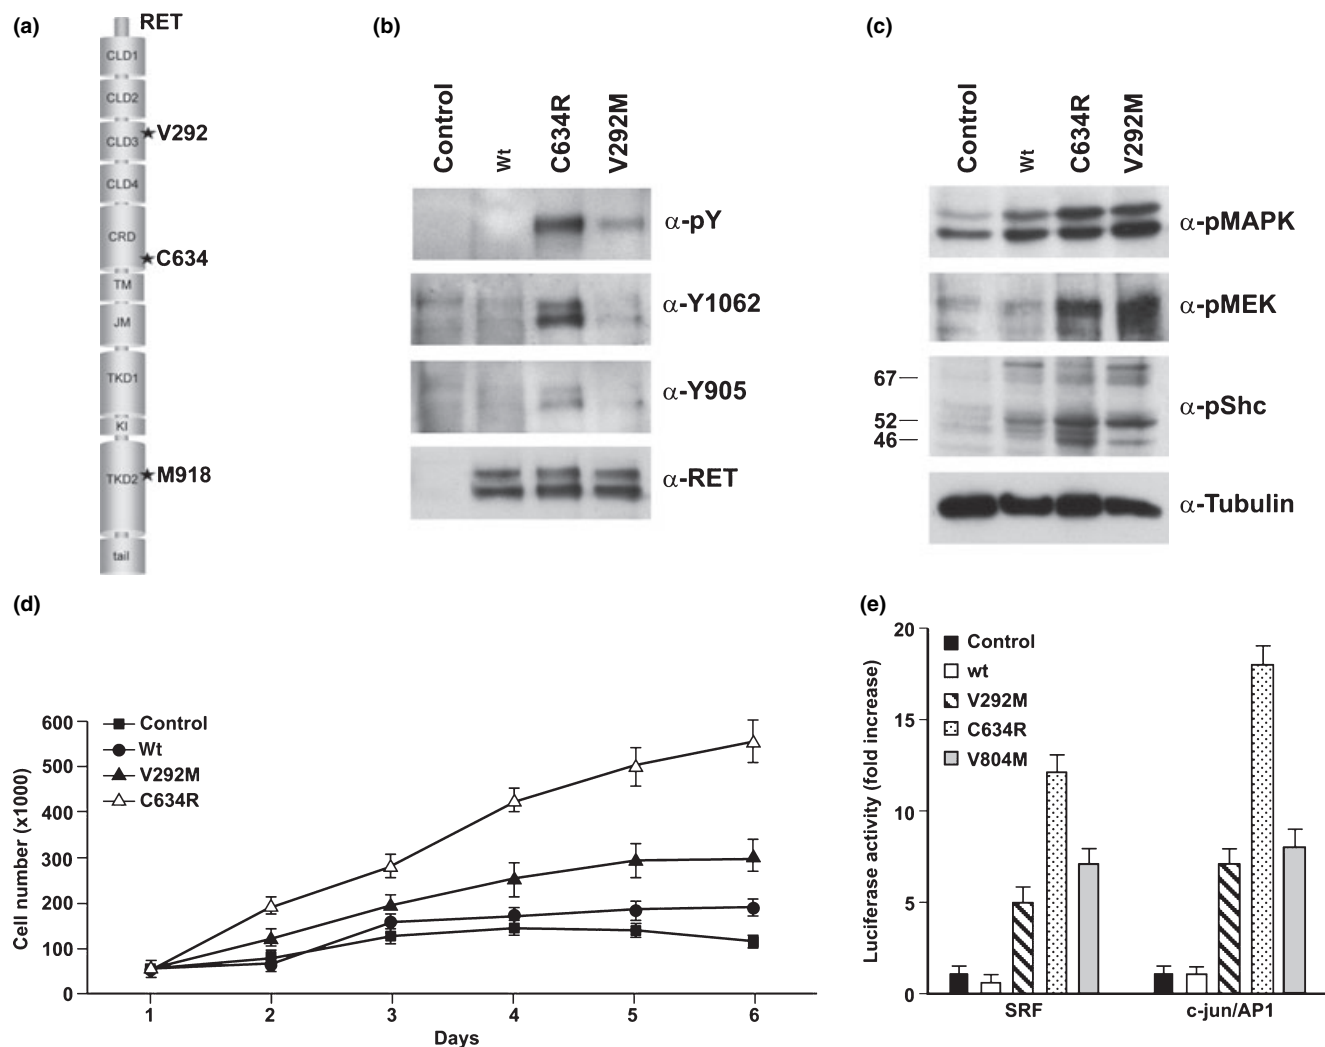 (a)
RET
CLD1
CLD2
CLD3
V292
CLD4
CRD
C634
TM
JM
TKD1
KI
TKD2
M918
tail
(b)
Control
Wt
C634R
V292M
α-pY
α-Y1062
α-Y905
α-RET
(c)
Control
Wt
C634R
V292M
α-pMAPK
α-pMEK
67
52
46
α-pShc
α-Tubulin
(d)
Cell number (x1000)
600
500
400
300
200
100
0
Control
Wt
V292M
C634R
1 2 3 4 5 6
Days
(e)
Luciferase activity (fold increase)
20
15
10
5
0
Control
wt
V292M
C634R
V804M
SRF c-jun/AP1